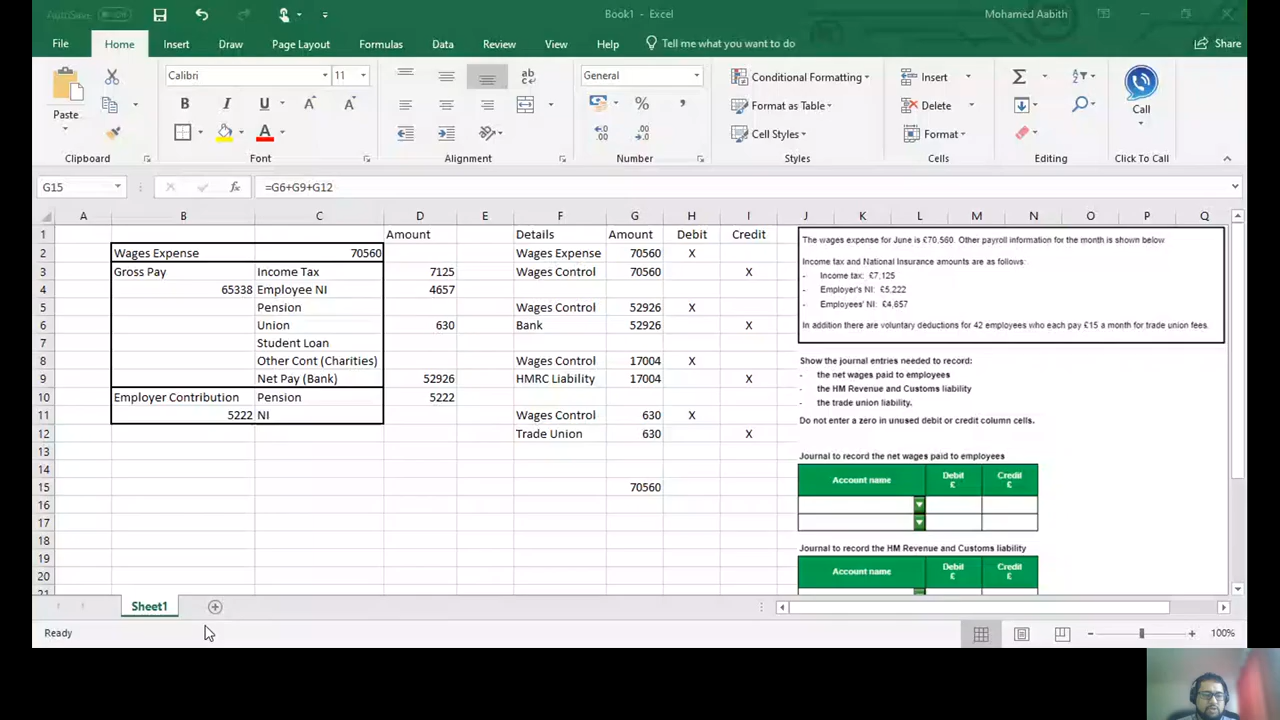 AutoSave Off Book1 - Excel Mohamed Aabith
File Home Insert Draw Page Layout Formulas Data Review View Help Tell me what you want to do Share
Paste
Calibri 11
B I U A A
A
ab
General
% ,
Conditional Formatting
Format as Table
Cell Styles
Insert
Delete
Format
Call
Clipboard Font Alignment Number Styles Cells Editing Click To Call
G15 fx =G6+G9+G12
A B C D E F G H I J K L M N O P Q
1 Amount Details Amount Debit Credit
2 Wages Expense 70560 Wages Expense 70560 X
3 Gross Pay Income Tax 7125 Wages Control 70560 X
4 65338 Employee NI 4657
5 Pension Wages Control 52926 X
6 Union 630 Bank 52926 X
7 Student Loan
8 Other Cont (Charities) Wages Control 17004 X
9 Net Pay (Bank) 52926 HMRC Liability 17004 X
10 Employer Contribution Pension 5222
11 5222 NI Wages Control 630 X
12 Trade Union 630 X
13
14
15 70560
16
17
18
19
20
21
The wages expense for June is £70,560. Other payroll information for the month is shown below
Income tax and National Insurance amounts are as follows:
- Income tax: £7,125
- Employer's NI: £5,222
- Employees' NI: £4,657
In addition there are voluntary deductions for 42 employees who each pay £15 a month for trade union fees.
Show the journal entries needed to record:
- the net wages paid to employees
- the HM Revenue and Customs liability
- the trade union liability.
Do not enter a zero in unused debit or credit column cells.
Journal to record the net wages paid to employees
Account name Debit £ Credit £
Journal to record the HM Revenue and Customs liability
Account name Debit £ Credit £
Sheet1
Ready 100%